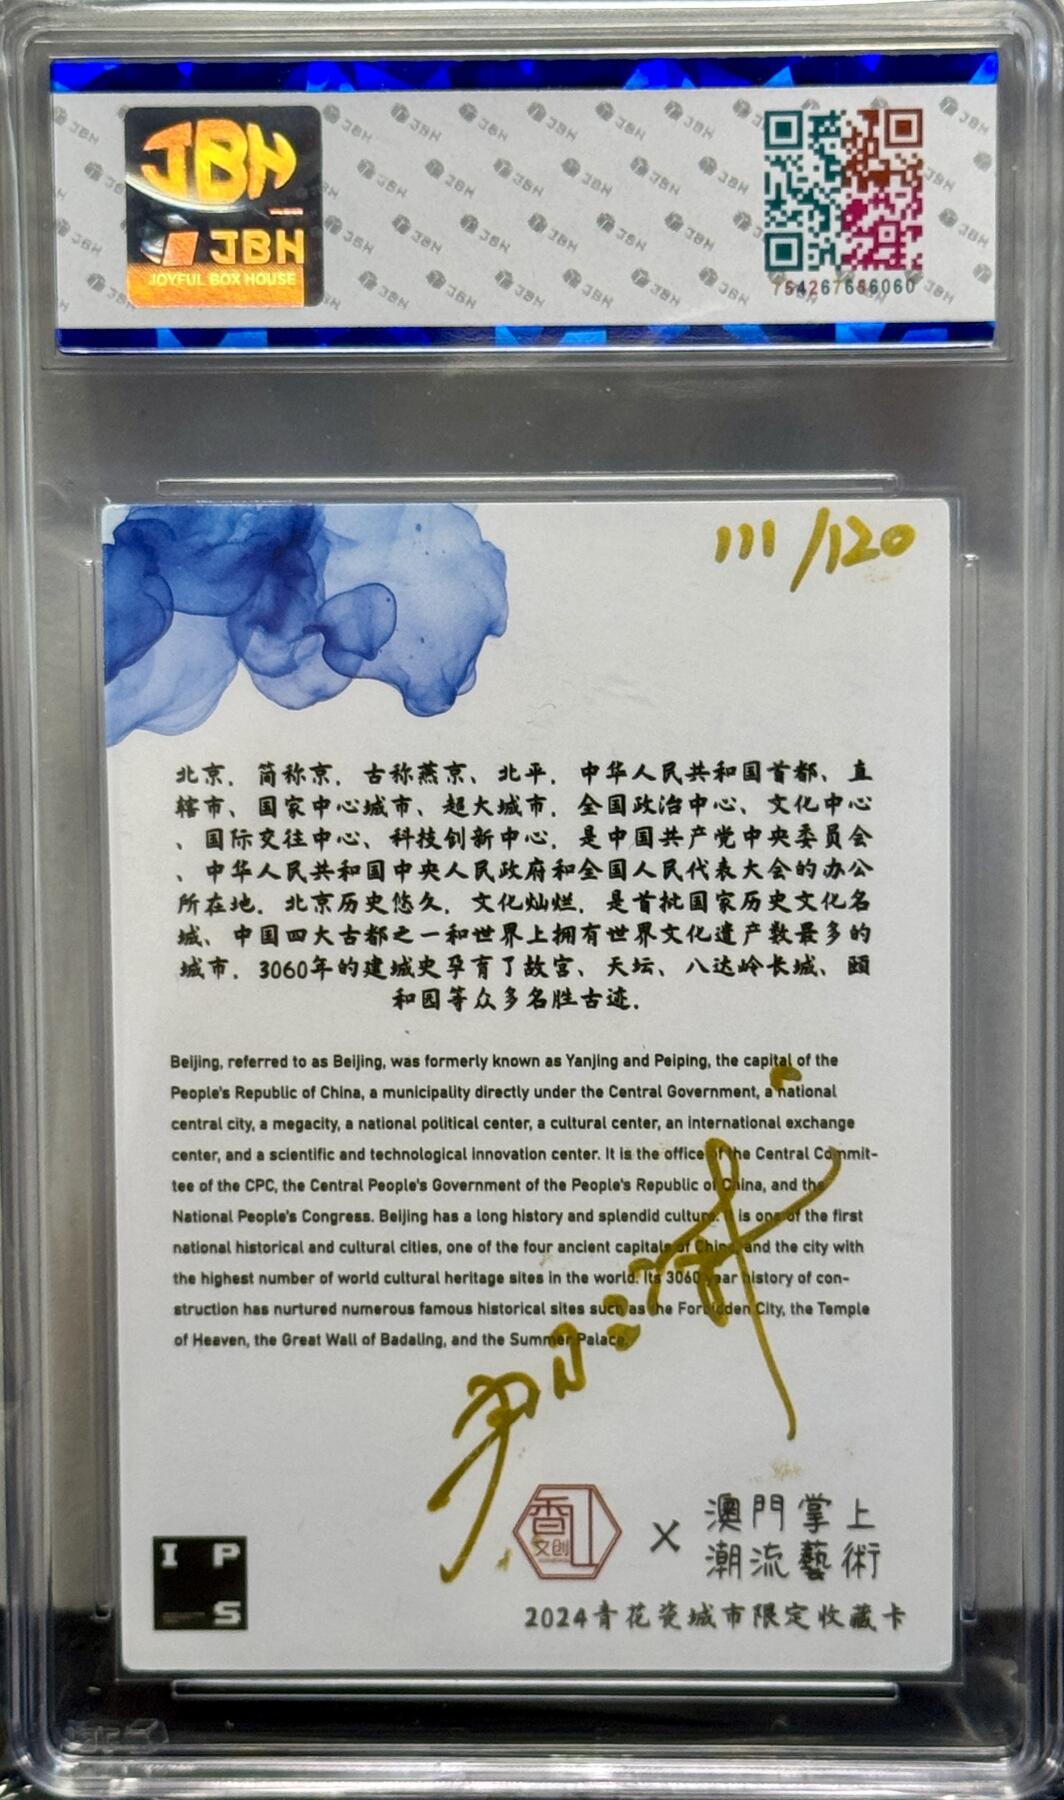 JBH
JBH
JOYFUL BOX HOUSE
754267656060
111/120
北京，简称京，古称燕京、北平，中华人民共和国首都、直
辖市、国家中心城市、超大城市，全国政治中心、文化中心
、国际交往中心、科技创新中心，是中国共产党中央委员会
、中华人民共和国中央人民政府和全国人民代表大会的办公
所在地。北京历史悠久，文化灿烂，是首批国家历史文化名
城、中国四大古都之一和世界上拥有世界文化遗产数最多的
城市，3060年的建城史孕育了故宫、天坛、八达岭长城、颐
和园等众多名胜古迹。
Beijing, referred to as Beijing, was formerly known as Yanjing and Peiping, the capital of the
People's Republic of China, a municipality directly under the Central Government, a national
central city, a megacity, a national political center, a cultural center, an international exchange
center, and a scientific and technological innovation center. It is the office of the Central Commit-
tee of the CPC, the Central People's Government of the People's Republic of China, and the
National People's Congress. Beijing has a long history and splendid culture. It is one of the first
national historical and cultural cities, one of the four ancient capitals of China, and the city with
the highest number of world cultural heritage sites in the world. Its 3060 year history of con-
struction has nurtured numerous famous historical sites such as the Forbidden City, the Temple
of Heaven, the Great Wall of Badaling, and the Summer Palace.
香江
文创
×
澳門掌上
潮流藝術
2024青花瓷城市限定收藏卡
I P
S